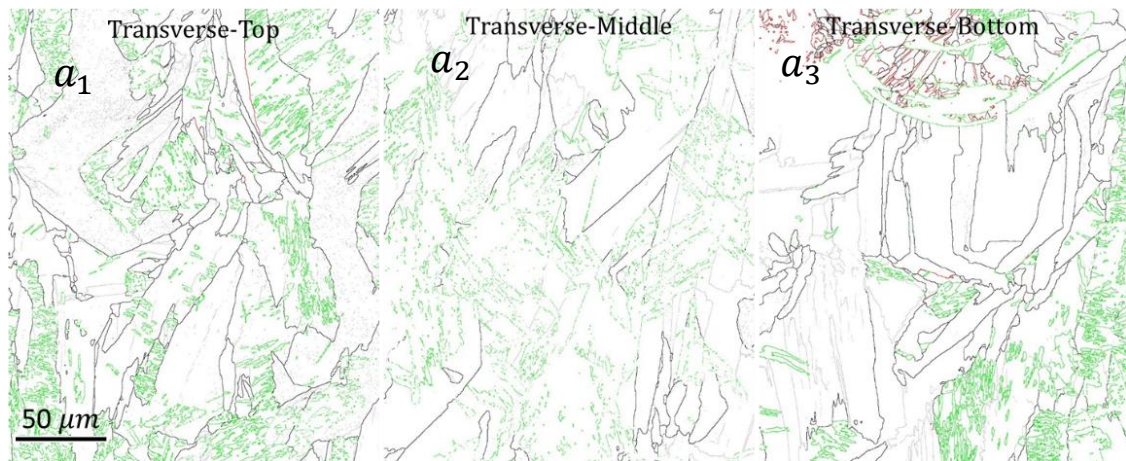 Transverse-Top
Transverse-Middle
Transverse-Bottom
a₁
a₂
a₃
50 μm